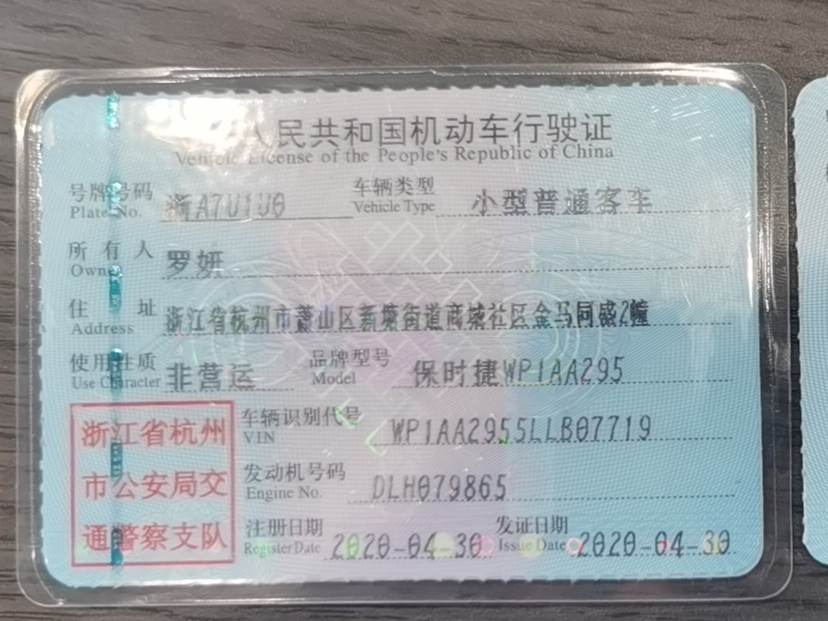 人民共和国机动车行驶证
Vehicle License of the People's Republic of China
号牌号码 Plate No. 浙A7U1U0 车辆类型 Vehicle Type 小型普通客车
所有人 Owner 罗妍
住址 Address 浙江省杭州市萧山区新塘街道商城社区金马同盛2幢
使用性质 Use Character 非营运 品牌型号 Model 保时捷WP1AA295
浙江省杭州市公安局交通警察支队
车辆识别代号 VIN WP1AA2955LLB07719
发动机号码 Engine No. DLH079865
注册日期 Register Date 2020-04-30 发证日期 Issue Date 2020-04-30